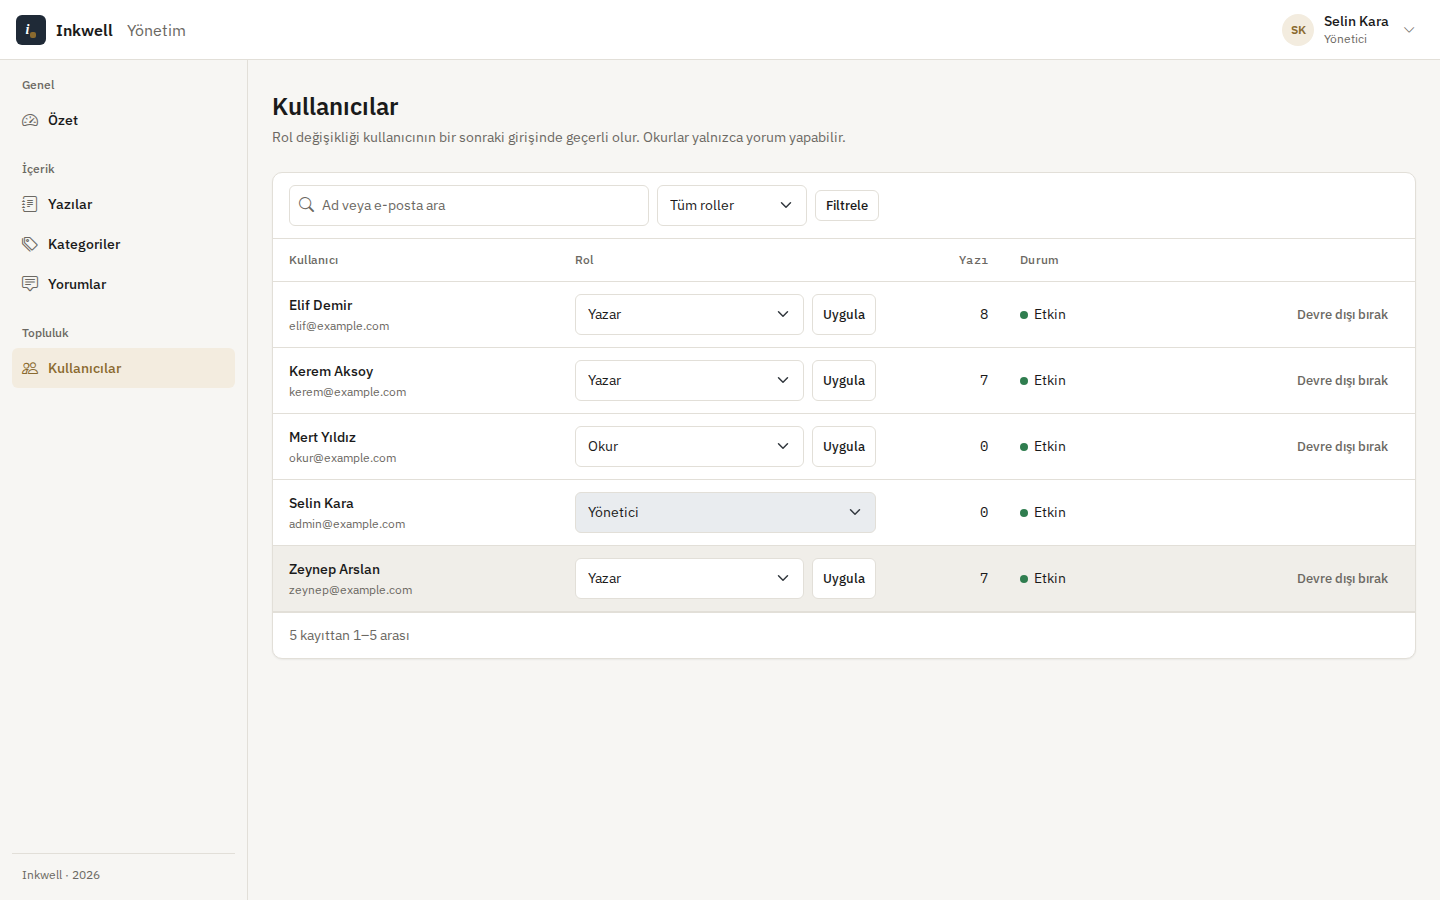 i.
Inkwell Yönetim
SK
Selin Kara
Yönetici
Genel
Özet
İçerik
Yazılar
Kategoriler
Yorumlar
Topluluk
Kullanıcılar
Inkwell · 2026
Kullanıcılar
Rol değişikliği kullanıcının bir sonraki girişinde geçerli olur. Okurlar yalnızca yorum yapabilir.
Ad veya e-posta ara Tüm roller Filtrele
Kullanıcı Rol Yazı Durum
Elif Demir
elif@example.com
Yazar Uygula 8 Etkin Devre dışı bırak
Kerem Aksoy
kerem@example.com
Yazar Uygula 7 Etkin Devre dışı bırak
Mert Yıldız
okur@example.com
Okur Uygula 0 Etkin Devre dışı bırak
Selin Kara
admin@example.com
Yönetici 0 Etkin
Zeynep Arslan
zeynep@example.com
Yazar Uygula 7 Etkin Devre dışı bırak
5 kayıttan 1–5 arası